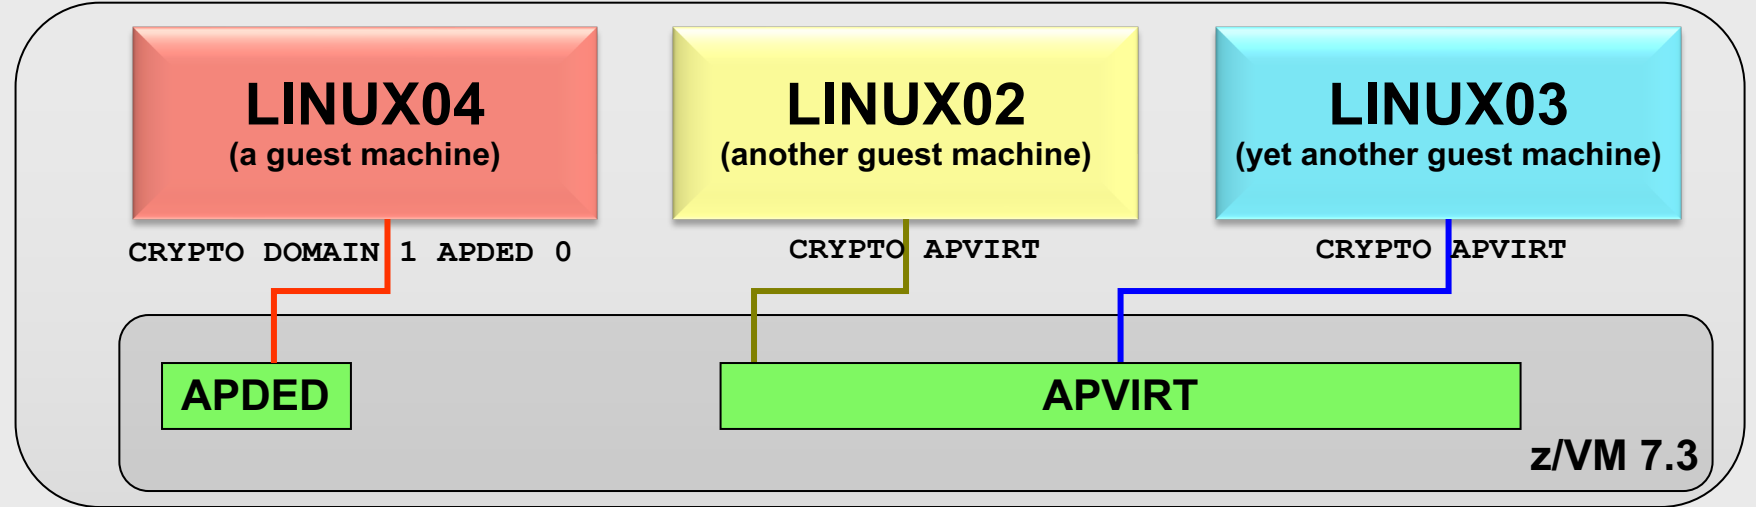 LINUX04
(a guest machine)
LINUX02
(another guest machine)
LINUX03
(yet another guest machine)
CRYPTO DOMAIN 1 APDED 0
CRYPTO APVIRT
CRYPTO APVIRT
APDED
APVIRT
z/VM 7.3